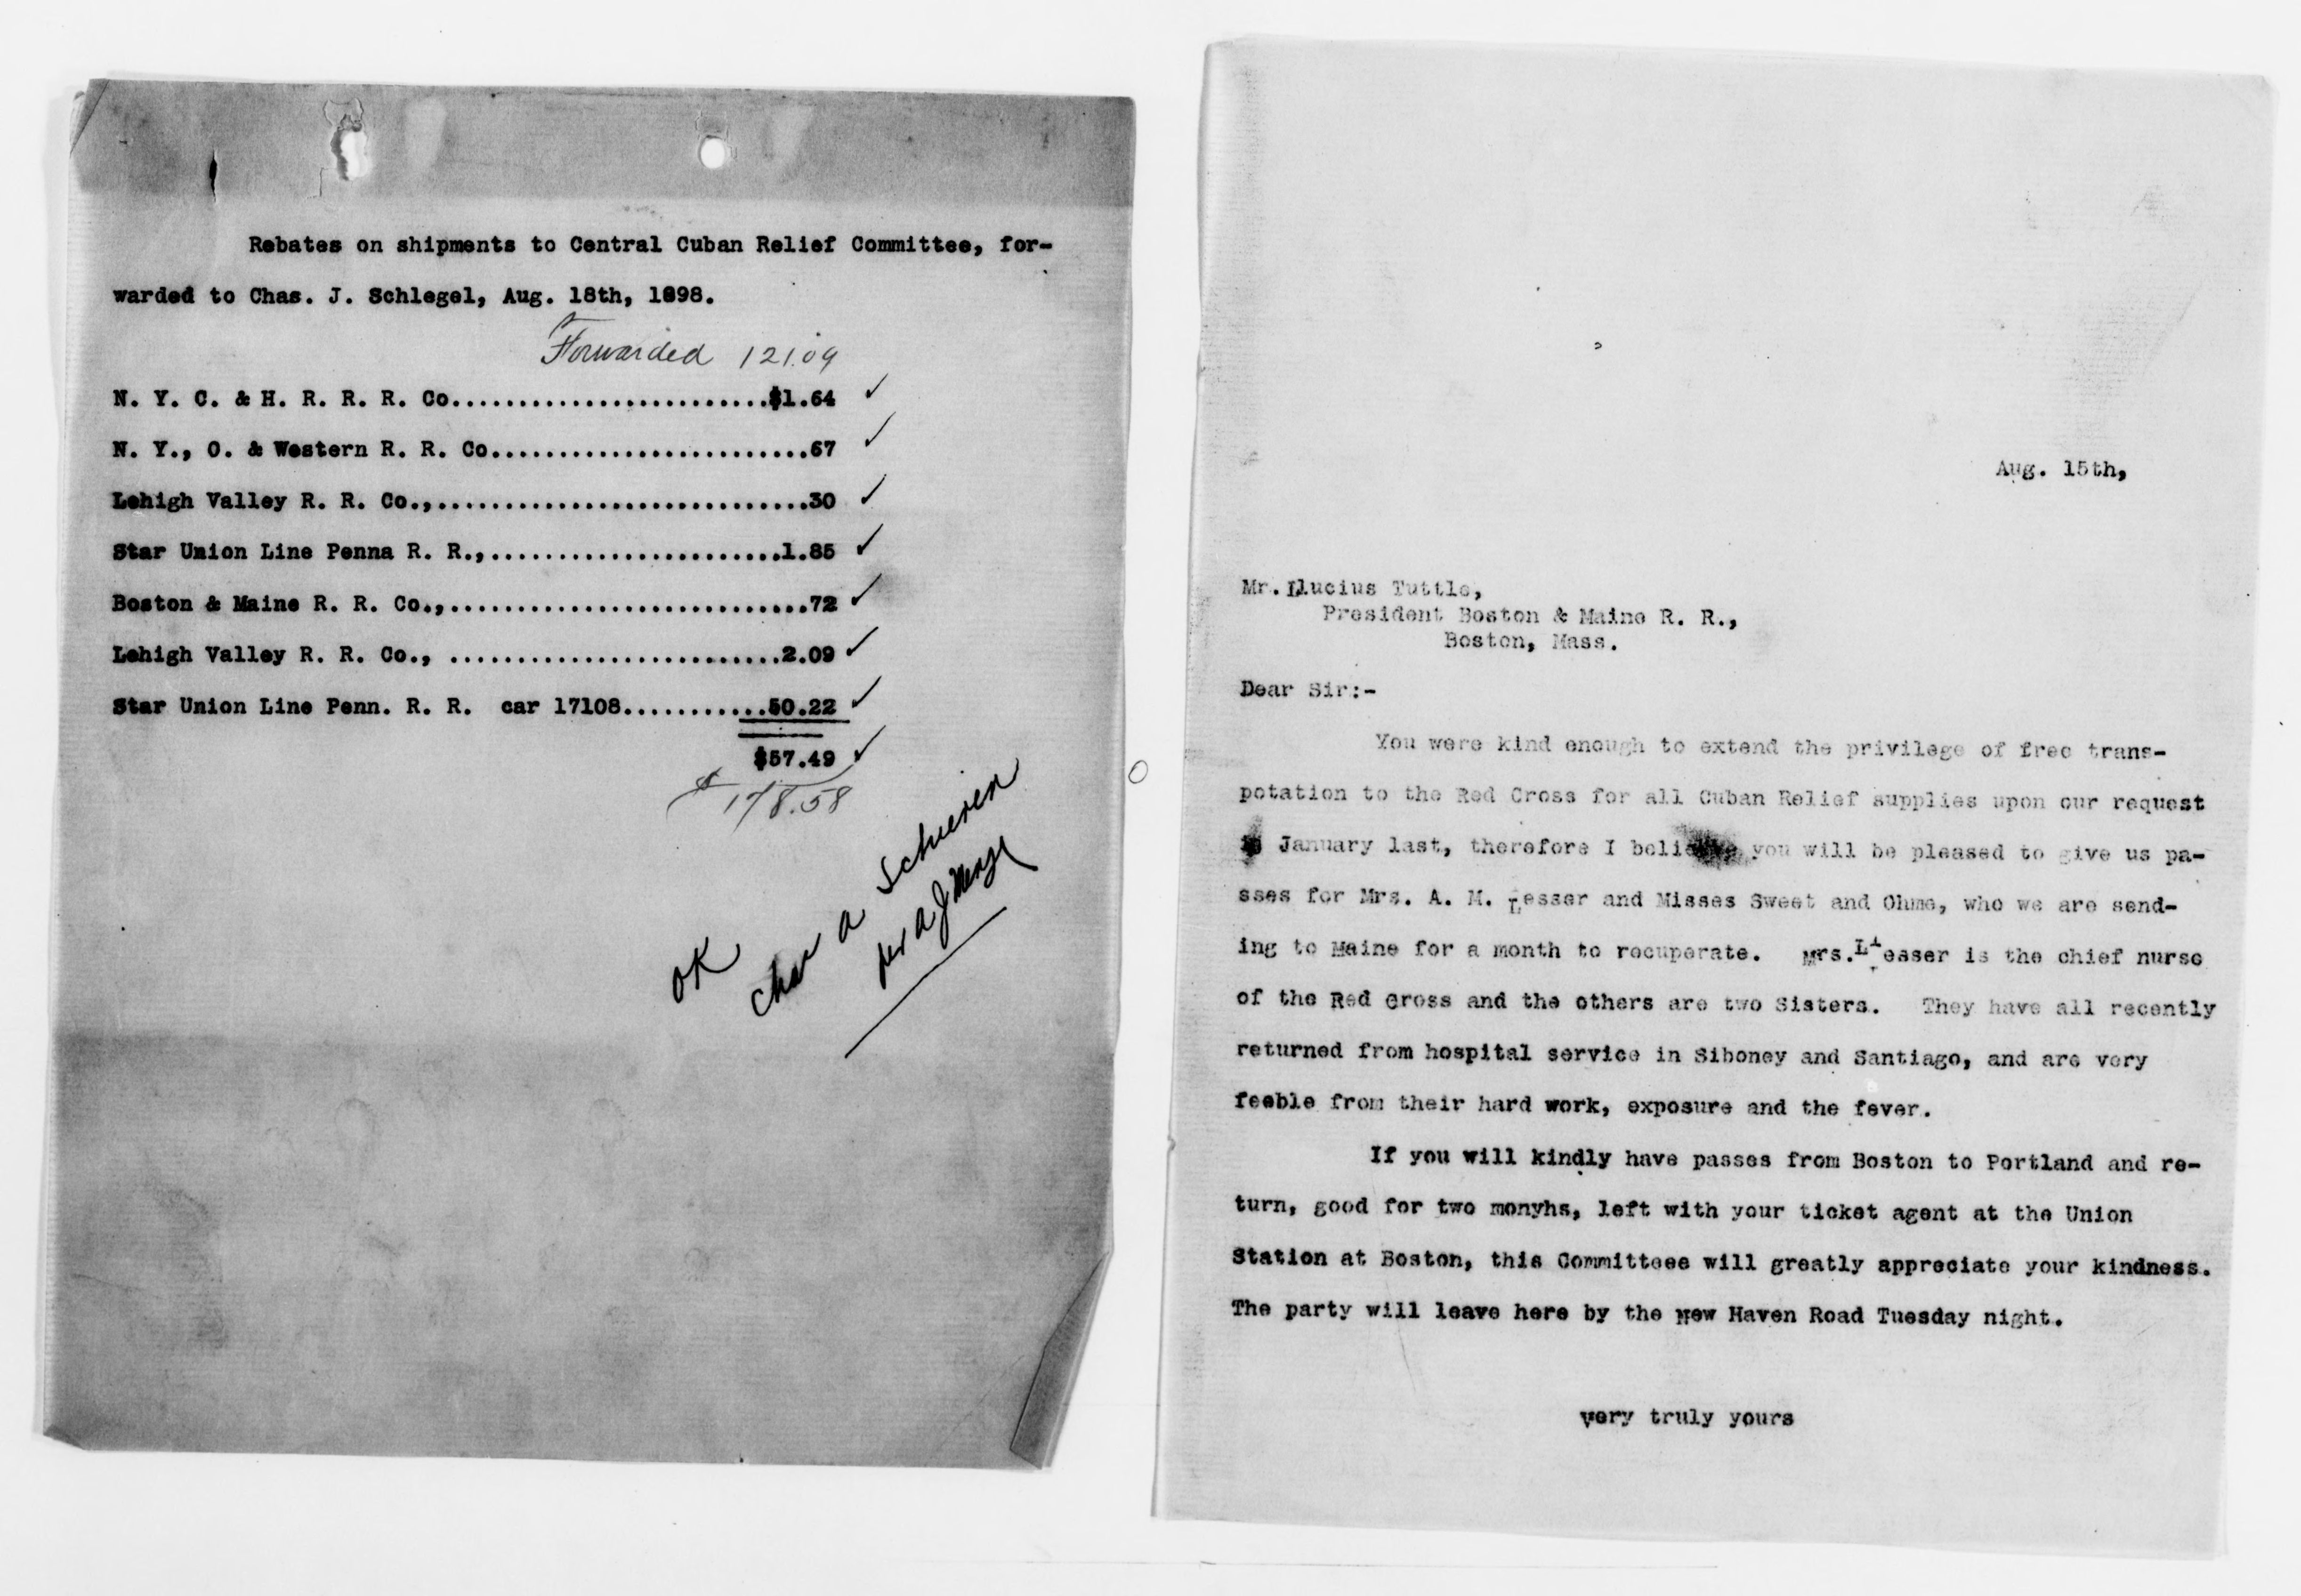 Rebates on shipments to Central Cuban Relief Committee, for-
warded to Chas. J. Schlegel, Aug. 18th, 1898.
Forwarded 121.09
N. Y. C. & H. R. R. R. Co........................$1.64 ✓
N. Y., O. & Western R. R. Co........................67 ✓
Lehigh Valley R. R. Co.,............................30 ✓
Star Union Line Penna R. R.,......................1.85 ✓
Boston & Maine R. R. Co.,...........................72 ✓
Lehigh Valley R. R. Co., .........................2.09 ✓
Star Union Line Penn. R. R. car 17108...........50.22 ✓
$57.49 ✓
$178.58
OK
Chas A Schieren
per A J
Aug. 15th,
Mr. Llucius Tuttle,
President Boston & Maine R. R.,
Boston, Mass.
Dear Sir:-
You were kind enough to extend the privilege of free trans-
potation to the Red Cross for all Cuban Relief supplies upon our request
January last, therefore I believe you will be pleased to give us pa-
sses for Mrs. A. M. Lesser and Misses Sweet and Ohme, who we are send-
ing to Maine for a month to recuperate. Mrs. Lesser is the chief nurse
of the Red Cross and the others are two Sisters. They have all recently
returned from hospital service in Siboney and Santiago, and are very
feeble from their hard work, exposure and the fever.
If you will kindly have passes from Boston to Portland and re-
turn, good for two monyhs, left with your ticket agent at the Union
Station at Boston, this Committeee will greatly appreciate your kindness.
The party will leave here by the New Haven Road Tuesday night.
very truly yours